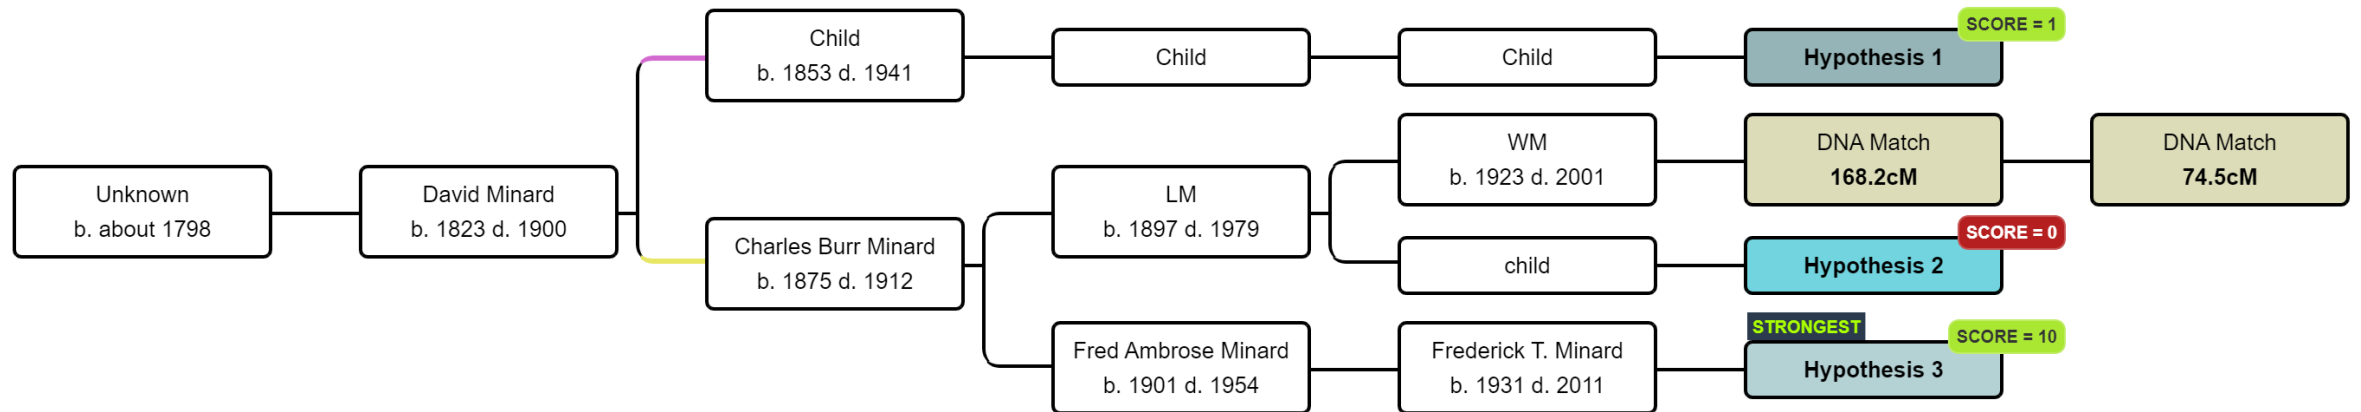 Unknown
b. about 1798
David Minard
b. 1823 d. 1900
Child
b. 1853 d. 1941
Child
Child
SCORE = 1
Hypothesis 1
Charles Burr Minard
b. 1875 d. 1912
LM
b. 1897 d. 1979
WM
b. 1923 d. 2001
DNA Match
168.2cM
DNA Match
74.5cM
child
SCORE = 0
Hypothesis 2
Fred Ambrose Minard
b. 1901 d. 1954
Frederick T. Minard
b. 1931 d. 2011
STRONGEST
SCORE = 10
Hypothesis 3